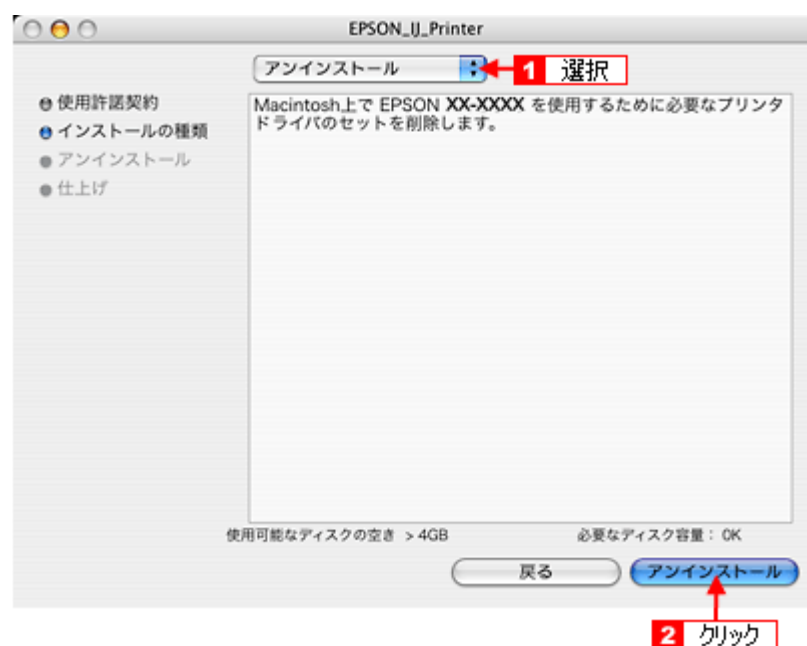 EPSON_IJ_Printer
アンインストール
1 選択
使用許諾契約
インストールの種類
アンインストール
仕上げ
Macintosh上で EPSON XX-XXXX を使用するために必要なプリンタ
ドライバのセットを削除します。
使用可能なディスクの空き > 4GB
必要なディスク容量: 0K
戻る
アンインストール
2 クリック